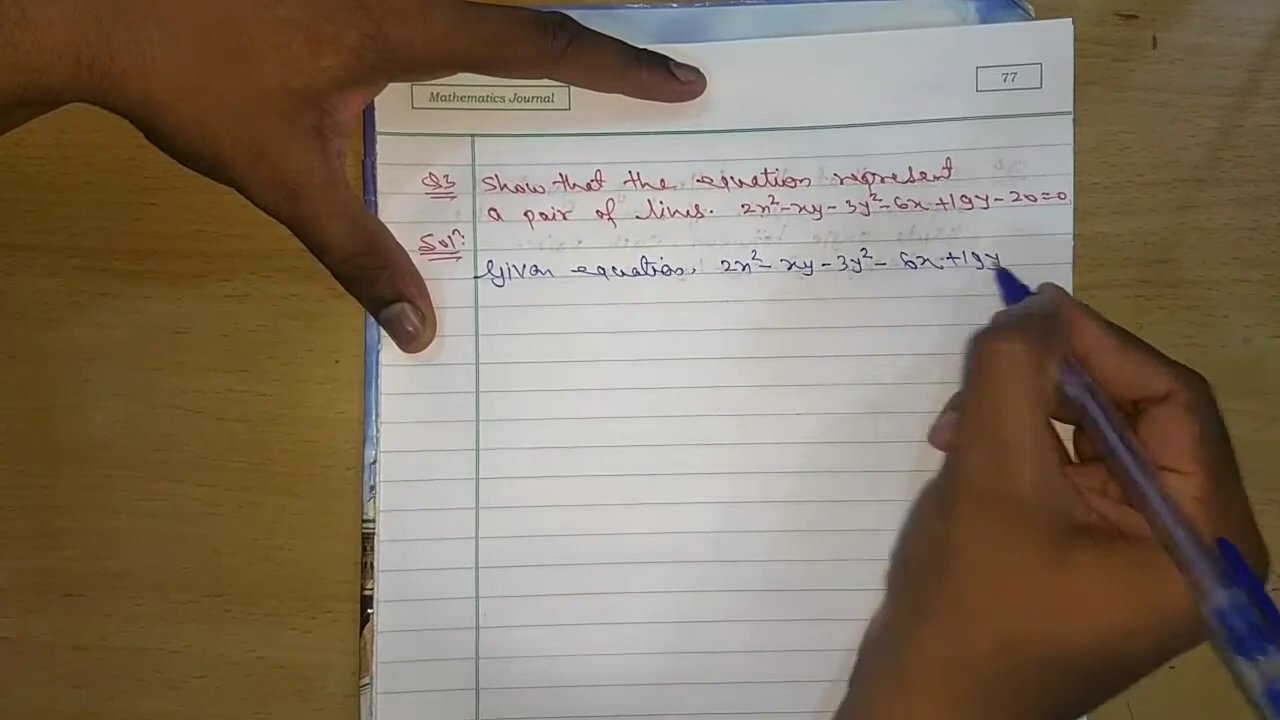 Mathematics Journal
77
Q3 Show that the equation represent
a pair of lines. 2x²-xy-3y²-6x+19y-20=0
Solⁿ:
Given equation, 2x²-xy-3y²-6x+19y